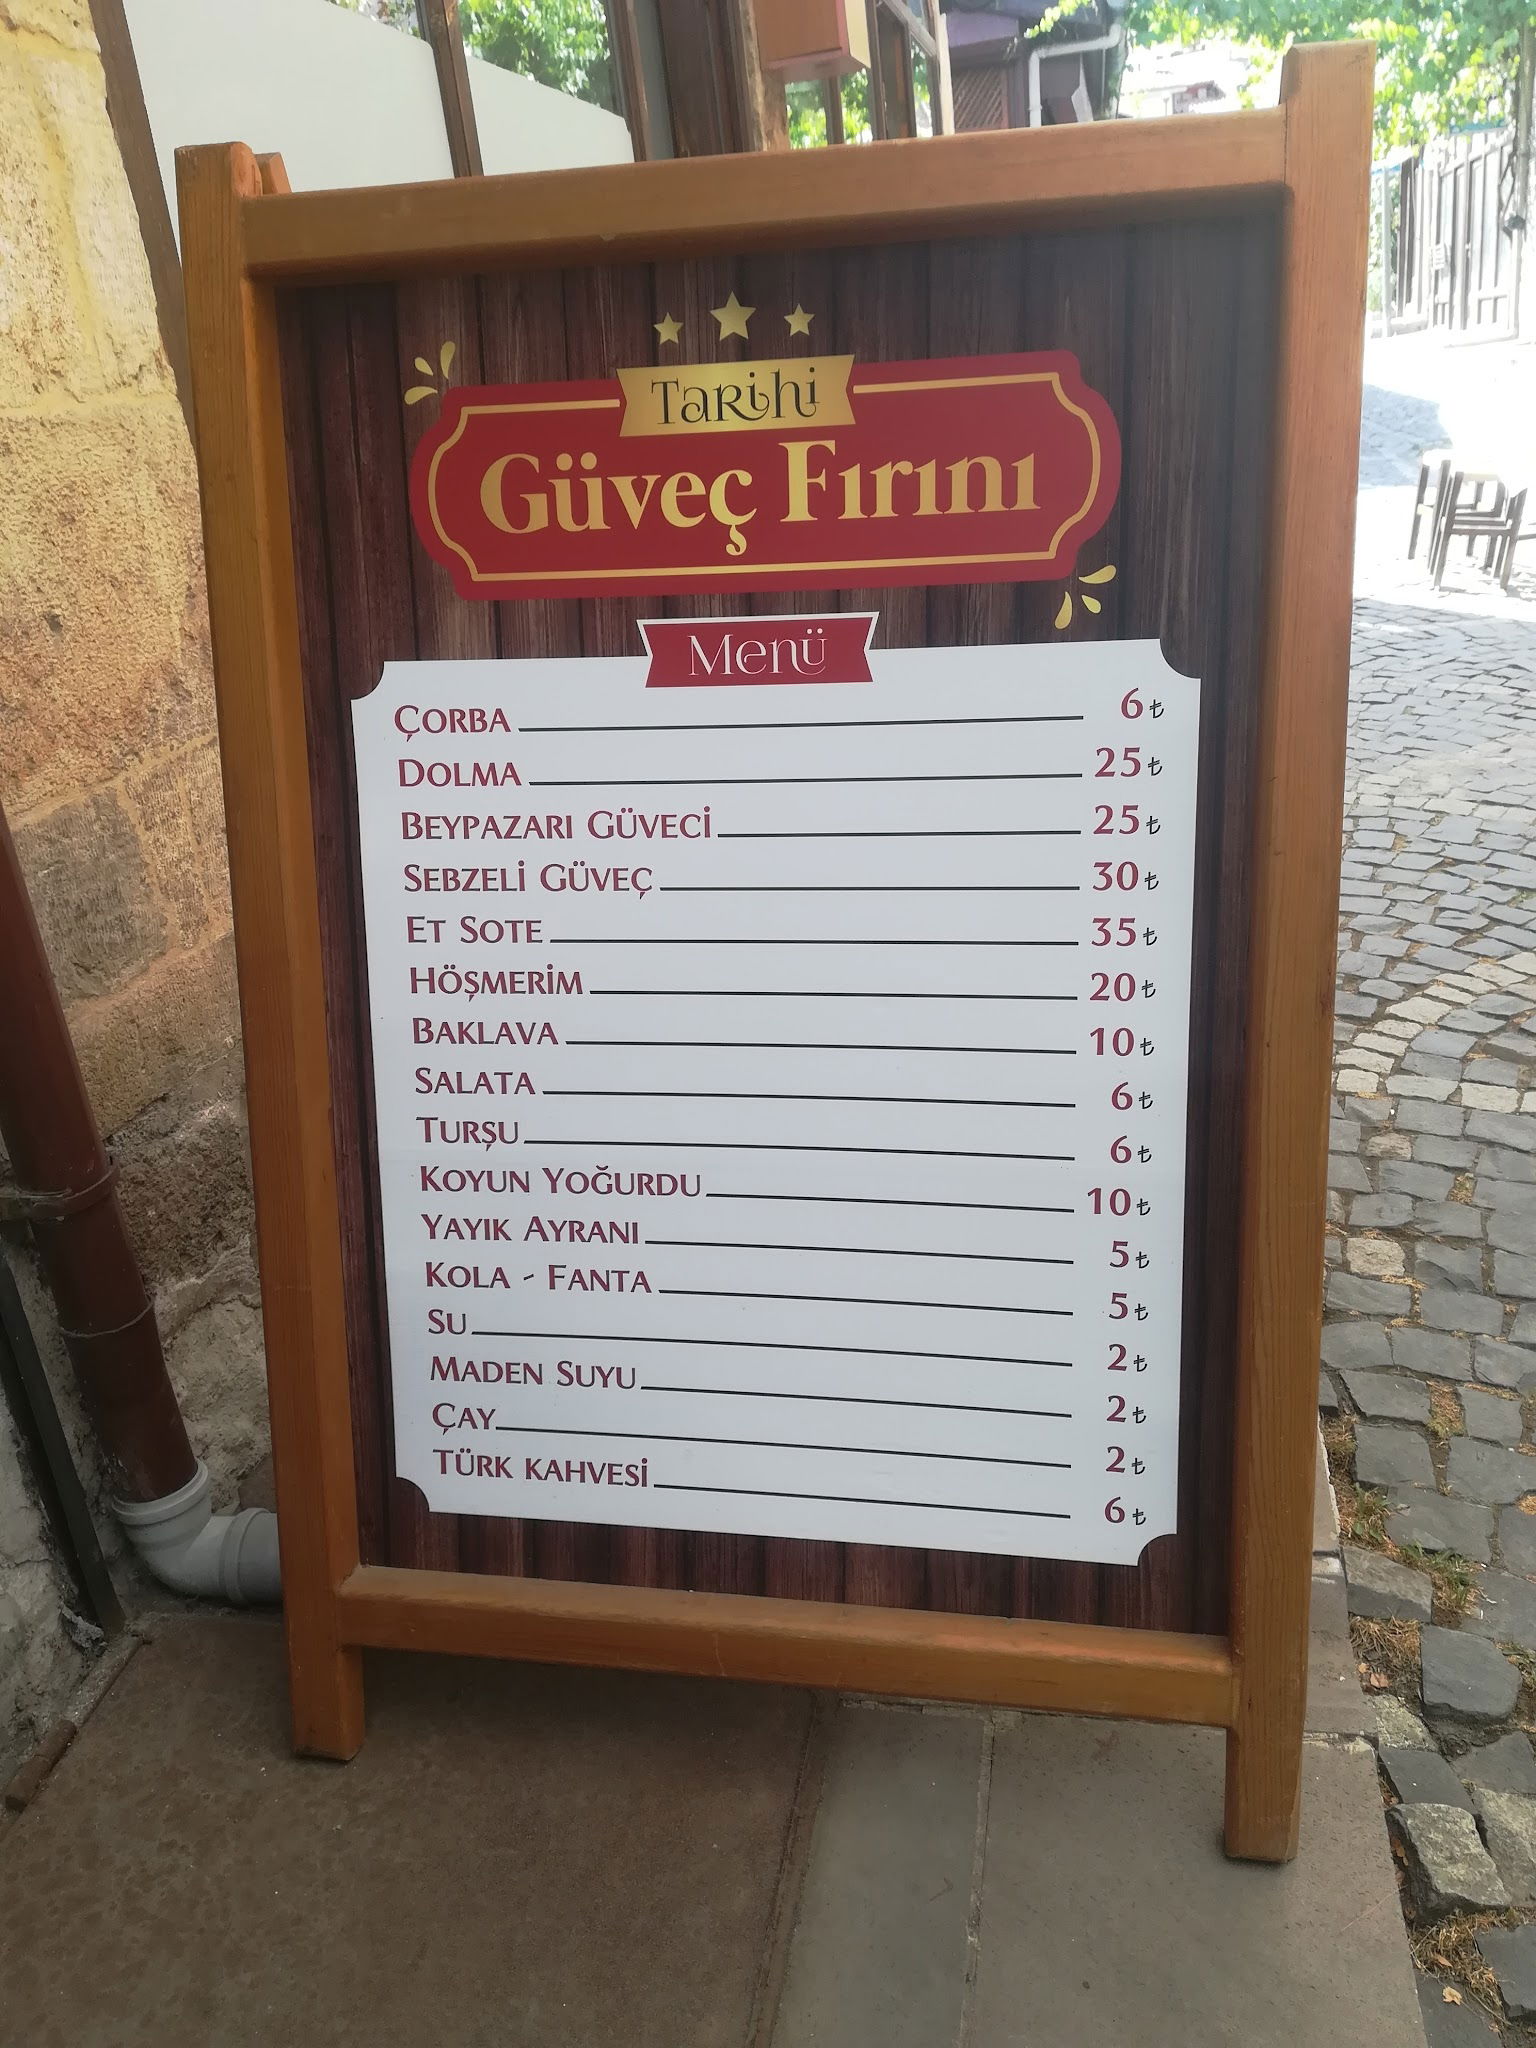 Tarihi
Güveç Fırını
Menü
ÇORBA 6₺
DOLMA 25₺
BEYPAZARI GÜVECİ 25₺
SEBZELİ GÜVEÇ 30₺
ET SOTE 35₺
HÖŞMERİM 20₺
BAKLAVA 10₺
SALATA 6₺
TURŞU 6₺
KOYUN YOĞURDU 10₺
YAYIK AYRANI 5₺
KOLA - FANTA 5₺
SU 2₺
MADEN SUYU 2₺
ÇAY 2₺
TÜRK KAHVESİ 6₺